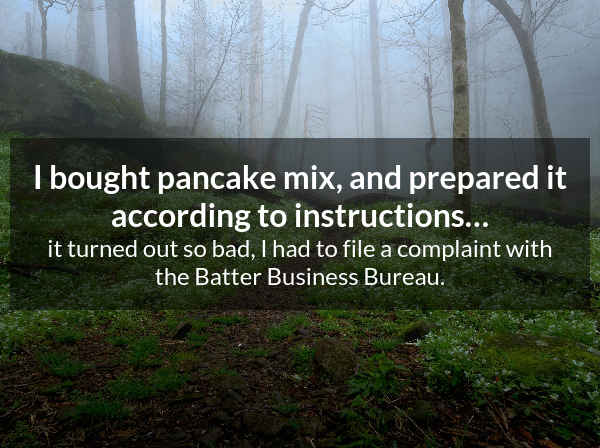 I bought pancake mix, and prepared it
according to instructions...
it turned out so bad, I had to file a complaint with
the Batter Business Bureau.